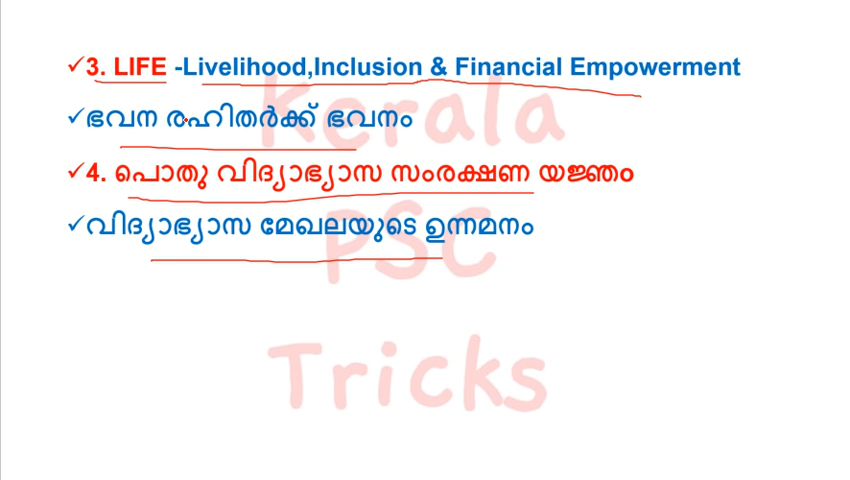 ✓3. LIFE -Livelihood,Inclusion & Financial Empowerment
✓ഭവന രഹിതർക്ക് ഭവനം
✓4. പൊതു വിദ്യാഭ്യാസ സംരക്ഷണ യജ്ഞം
✓വിദ്യാഭ്യാസ മേഖലയുടെ ഉന്നമനം
Kerala
PSC
Tricks